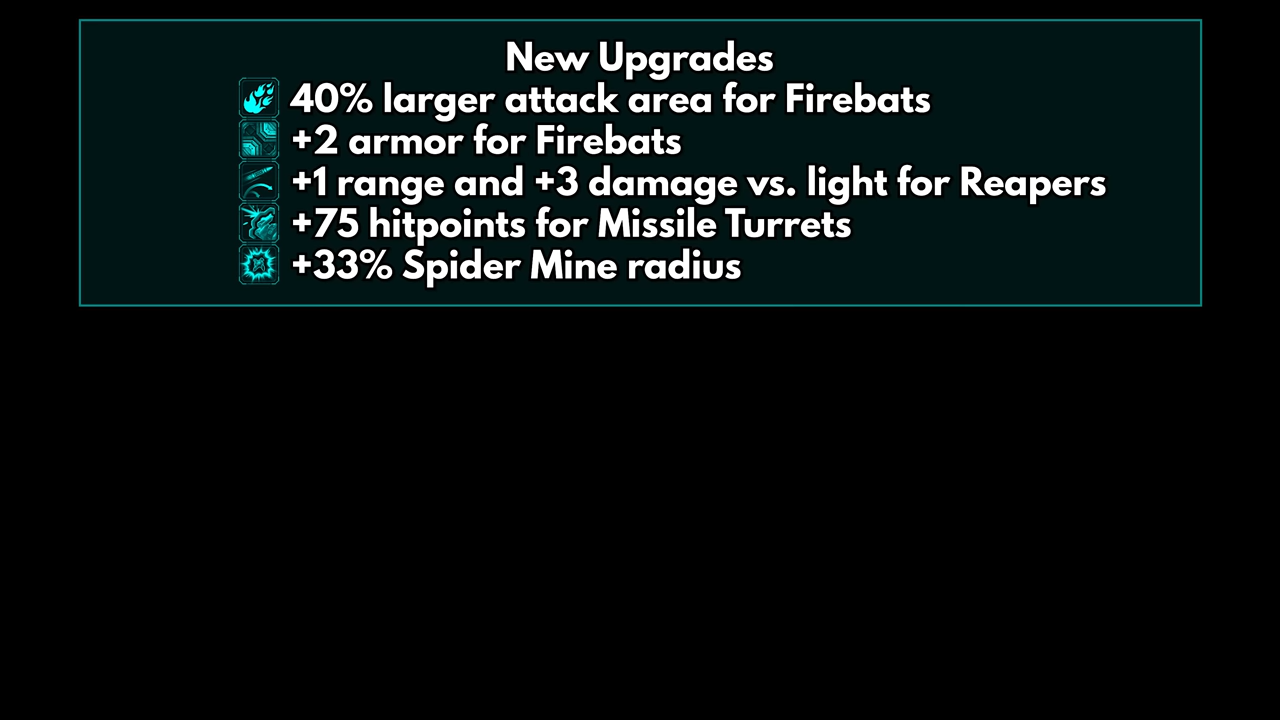 New Upgrades
40% larger attack area for Firebats
+2 armor for Firebats
+1 range and +3 damage vs. light for Reapers
+75 hitpoints for Missile Turrets
+33% Spider Mine radius